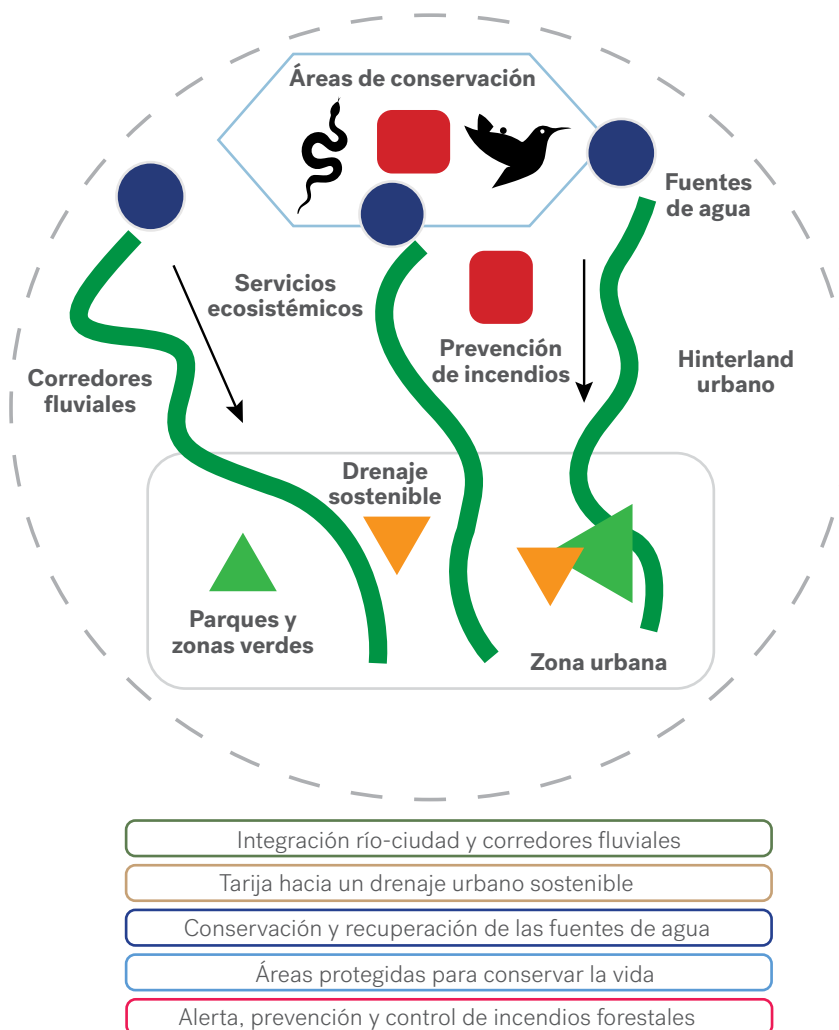 Áreas de conservación
Fuentes
de agua
Servicios
ecosistémicos
Prevención
de incendios
Hinterland
urbano
Corredores
fluviales
Drenaje
sostenible
Parques y
zonas verdes
Zona urbana
Integración río-ciudad y corredores fluviales
Tarija hacia un drenaje urbano sostenible
Conservación y recuperación de las fuentes de agua
Áreas protegidas para conservar la vida
Alerta, prevención y control de incendios forestales